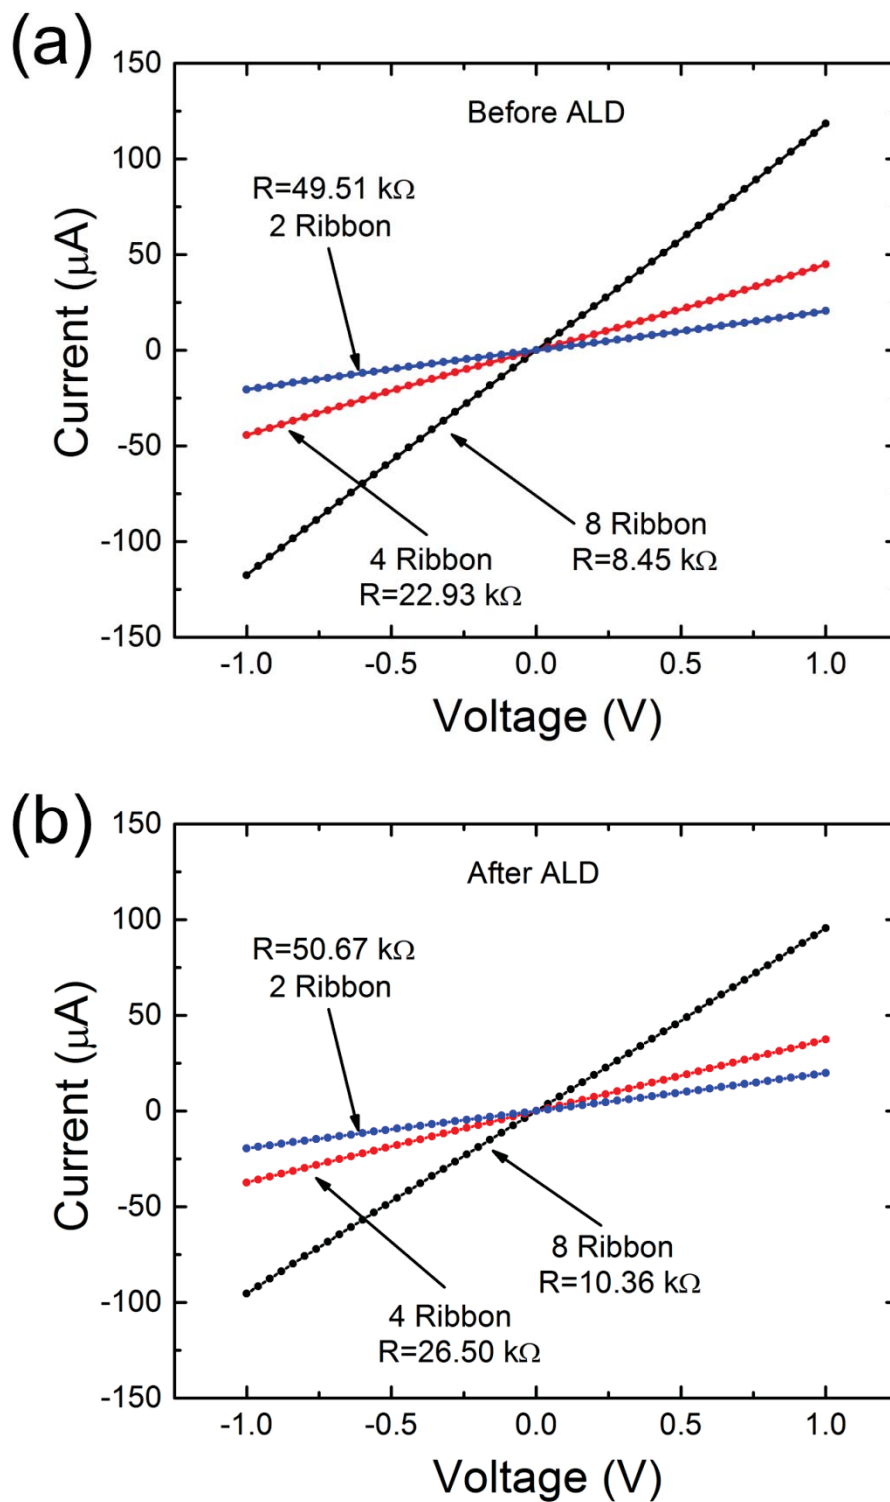 (a)
150
100
50
0
-50
-100
-150
Current (μA)
Before ALD
R=49.51 kΩ
2 Ribbon
8 Ribbon
R=8.45 kΩ
4 Ribbon
R=22.93 kΩ
-1.0 -0.5 0.0 0.5 1.0
Voltage (V)
(b)
150
100
50
0
-50
-100
-150
Current (μA)
After ALD
R=50.67 kΩ
2 Ribbon
8 Ribbon
R=10.36 kΩ
4 Ribbon
R=26.50 kΩ
-1.0 -0.5 0.0 0.5 1.0
Voltage (V)